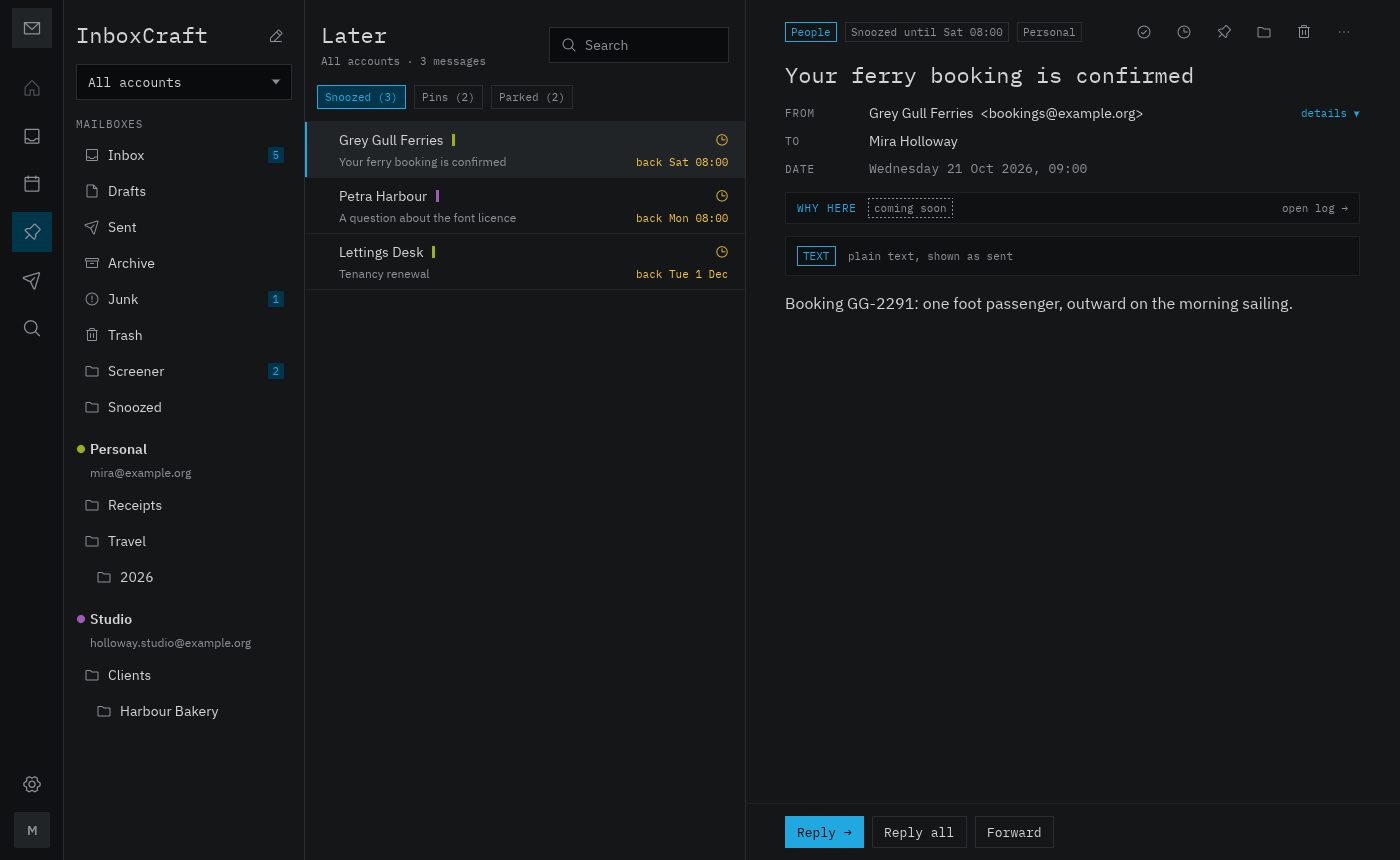 InboxCraft
All accounts
MAILBOXES
Inbox 5
Drafts
Sent
Archive
Junk 1
Trash
Screener 2
Snoozed
Personal
mira@example.org
Receipts
Travel
2026
Studio
holloway.studio@example.org
Clients
Harbour Bakery
M
Later
All accounts · 3 messages
Search
Snoozed (3) Pins (2) Parked (2)
Grey Gull Ferries
Your ferry booking is confirmed back Sat 08:00
Petra Harbour
A question about the font licence back Mon 08:00
Lettings Desk
Tenancy renewal back Tue 1 Dec
People Snoozed until Sat 08:00 Personal
Your ferry booking is confirmed
FROM Grey Gull Ferries <bookings@example.org> details ▾
TO Mira Holloway
DATE Wednesday 21 Oct 2026, 09:00
WHY HERE coming soon open log →
TEXT plain text, shown as sent
Booking GG-2291: one foot passenger, outward on the morning sailing.
Reply → Reply all Forward